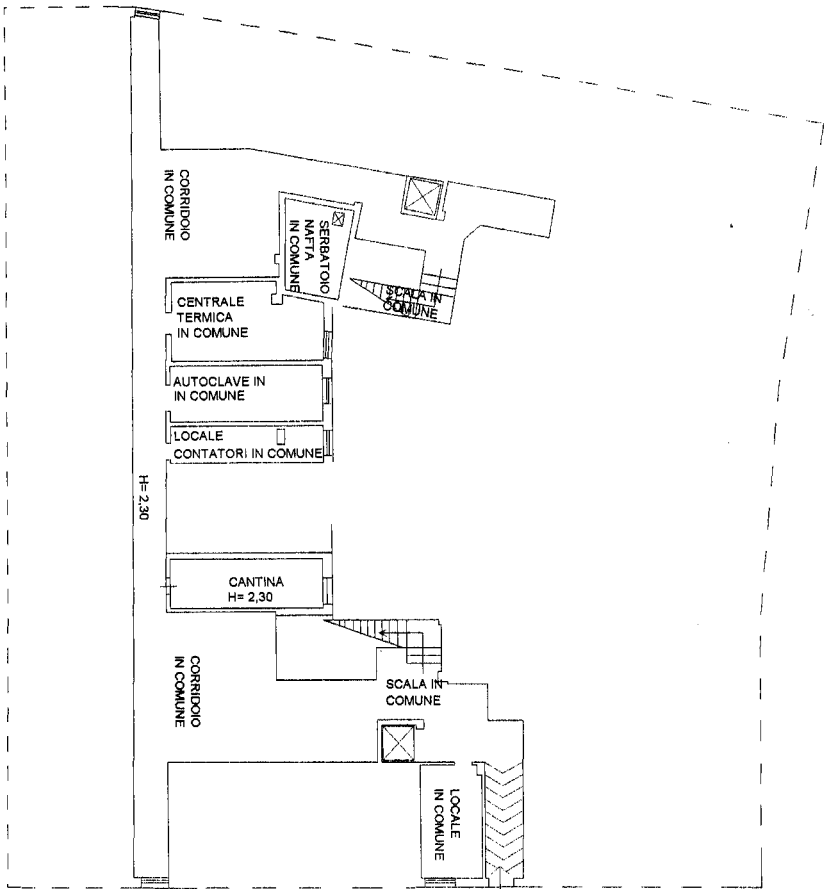 CORRIDOIO
IN COMUNE
SERBATOIO
NAFTA
IN COMUNE
SCALA IN
COMUNE
CENTRALE
TERMICA
IN COMUNE
AUTOCLAVE IN
IN COMUNE
LOCALE
CONTATORI IN COMUNE
H= 2,30
CANTINA
H= 2,30
CORRIDOIO
IN COMUNE
SCALA IN
COMUNE
LOCALE
IN COMUNE